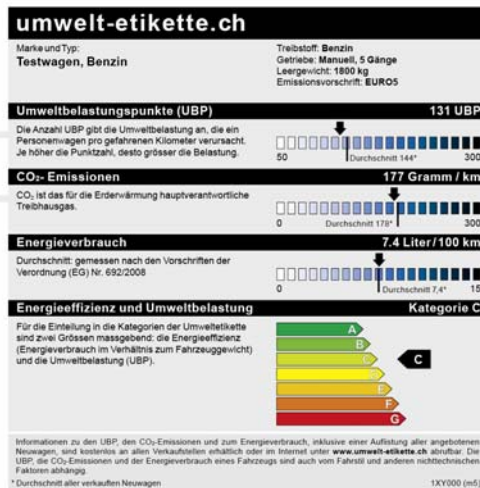 umwelt-etikette.ch
Marke und Typ:
Testwagen, Benzin
Treibstoff: Benzin
Getriebe: Manuell, 5 Gänge
Leergewicht: 1800 kg
Emissionsvorschrift: EURO5
Umweltbelastungspunkte (UBP) 131 UBP
Die Anzahl UBP gibt die Umweltbelastung an, die ein
Personenwagen pro gefahrenen Kilometer verursacht.
Je höher die Punktzahl, desto grösser die Belastung.
50 Durchschnitt 144* 300
CO₂- Emissionen 177 Gramm / km
CO₂ ist das für die Erderwärmung hauptverantwortliche
Treibhausgas.
0 Durchschnitt 178* 300
Energieverbrauch 7.4 Liter/100 km
Durchschnitt: gemessen nach den Vorschriften der
Verordnung (EG) Nr. 692/2008
0 Durchschnitt 7,4* 15
Energieeffizienz und Umweltbelastung Kategorie C
Für die Einteilung in die Kategorien der Umweltetikette
sind zwei Grössen massgebend: die Energieeffizienz
(Energieverbrauch im Verhältnis zum Fahrzeuggewicht)
und die Umweltbelastung (UBP).
A
B
C
C
D
E
F
G
Informationen zu den UBP, den CO₂-Emissionen und zum Energieverbrauch, inklusive einer Auflistung aller angebotenen
Neuwagen, sind kostenlos an allen Verkaufsstellen erhältlich oder im Internet unter www.umwelt-etikette.ch abrufbar. Die
UBP, die CO₂-Emissionen und der Energieverbrauch eines Fahrzeugs sind auch vom Fahrstil und anderen nichttechnischen
Faktoren abhängig.
* Durchschnitt aller verkauften Neuwagen 1XY000 (m5)